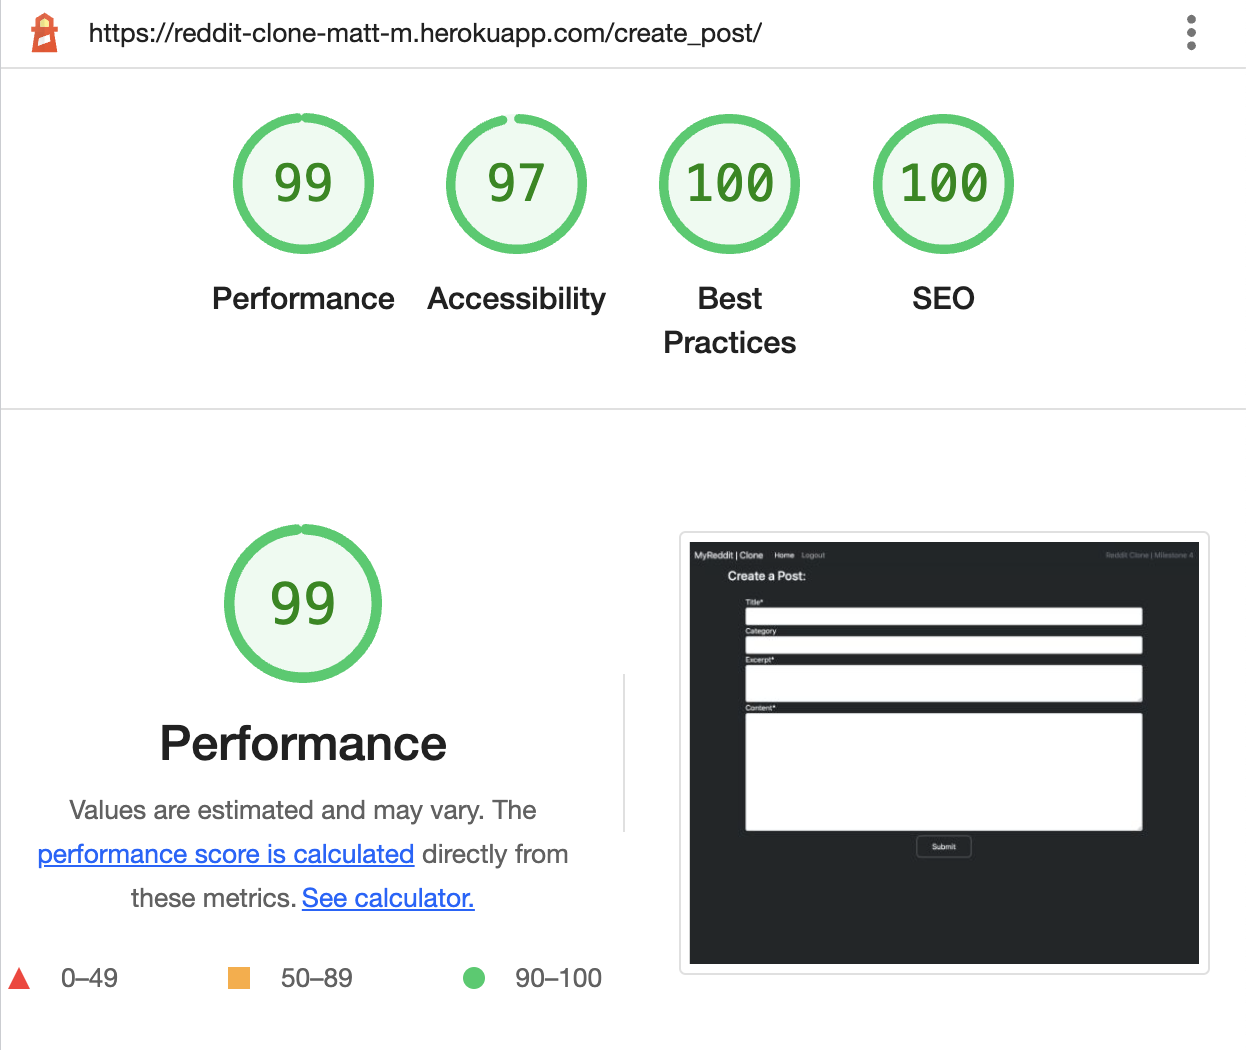 https://reddit-clone-matt-m.herokuapp.com/create_post/
99
97
100
100
Performance
Accessibility
Best
Practices
SEO
99
Performance
Values are estimated and may vary. The
performance score is calculated directly from
these metrics. See calculator.
0–49
50–89
90–100
MyReddit | Clone Home Logout
Reddit Clone | Milestone 4
Create a Post:
Title*
Category
Excerpt*
Content*
Submit